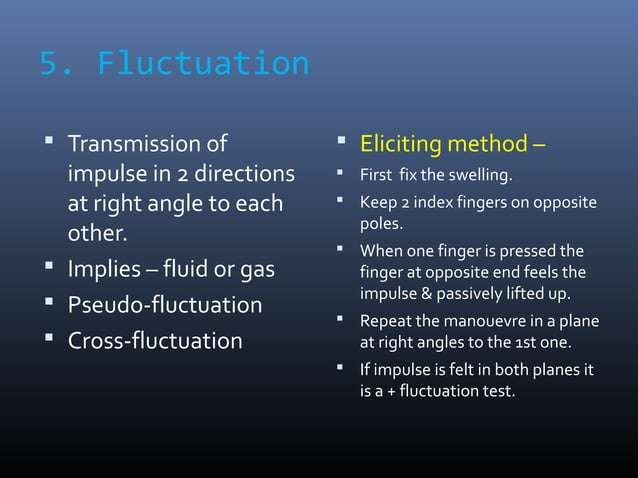 5. Fluctuation
Transmission of
impulse in 2 directions
at right angle to each
other.
Implies – fluid or gas
Pseudo-fluctuation
Cross-fluctuation
Eliciting method –
First fix the swelling.
Keep 2 index fingers on opposite
poles.
When one finger is pressed the
finger at opposite end feels the
impulse & passively lifted up.
Repeat the manouevre in a plane
at right angles to the 1st one.
If impulse is felt in both planes it
is a + fluctuation test.